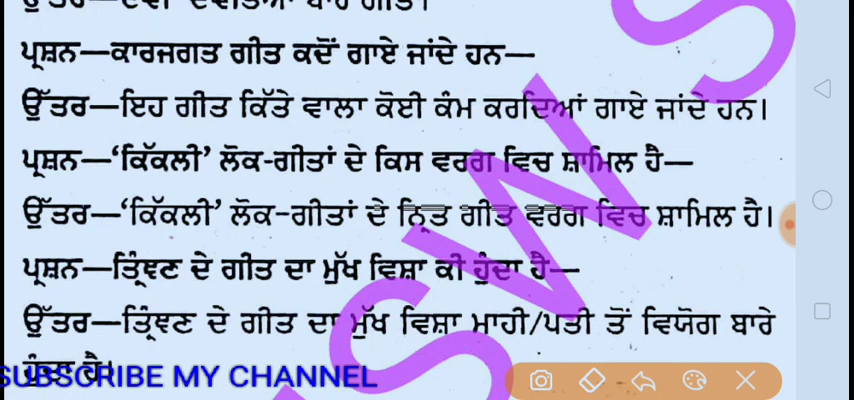 ਪ੍ਰਸ਼ਨ—ਕਾਰਜਗਤ ਗੀਤ ਕਦੋਂ ਗਾਏ ਜਾਂਦੇ ਹਨ—
ਉੱਤਰ—ਇਹ ਗੀਤ ਕਿੱਤੇ ਵਾਲਾ ਕੋਈ ਕੰਮ ਕਰਦਿਆਂ ਗਾਏ ਜਾਂਦੇ ਹਨ।
ਪ੍ਰਸ਼ਨ—‘ਕਿੱਕਲੀ’ ਲੋਕ-ਗੀਤਾਂ ਦੇ ਕਿਸ ਵਰਗ ਵਿਚ ਸ਼ਾਮਿਲ ਹੈ—
ਉੱਤਰ—‘ਕਿੱਕਲੀ’ ਲੋਕ-ਗੀਤਾਂ ਦੇ ਨ੍ਰਿਤ ਗੀਤ ਵਰਗ ਵਿਚ ਸ਼ਾਮਿਲ ਹੈ।
ਪ੍ਰਸ਼ਨ—ਤ੍ਰਿੰਞਣ ਦੇ ਗੀਤ ਦਾ ਮੁੱਖ ਵਿਸ਼ਾ ਕੀ ਹੁੰਦਾ ਹੈ—
ਉੱਤਰ—ਤ੍ਰਿੰਞਣ ਦੇ ਗੀਤ ਦਾ ਮੁੱਖ ਵਿਸ਼ਾ ਮਾਹੀ/ਪਤੀ ਤੋਂ ਵਿਯੋਗ ਬਾਰੇ
ਹੁੰਦਾ ਹੈ।
SUBSCRIBE MY CHANNEL